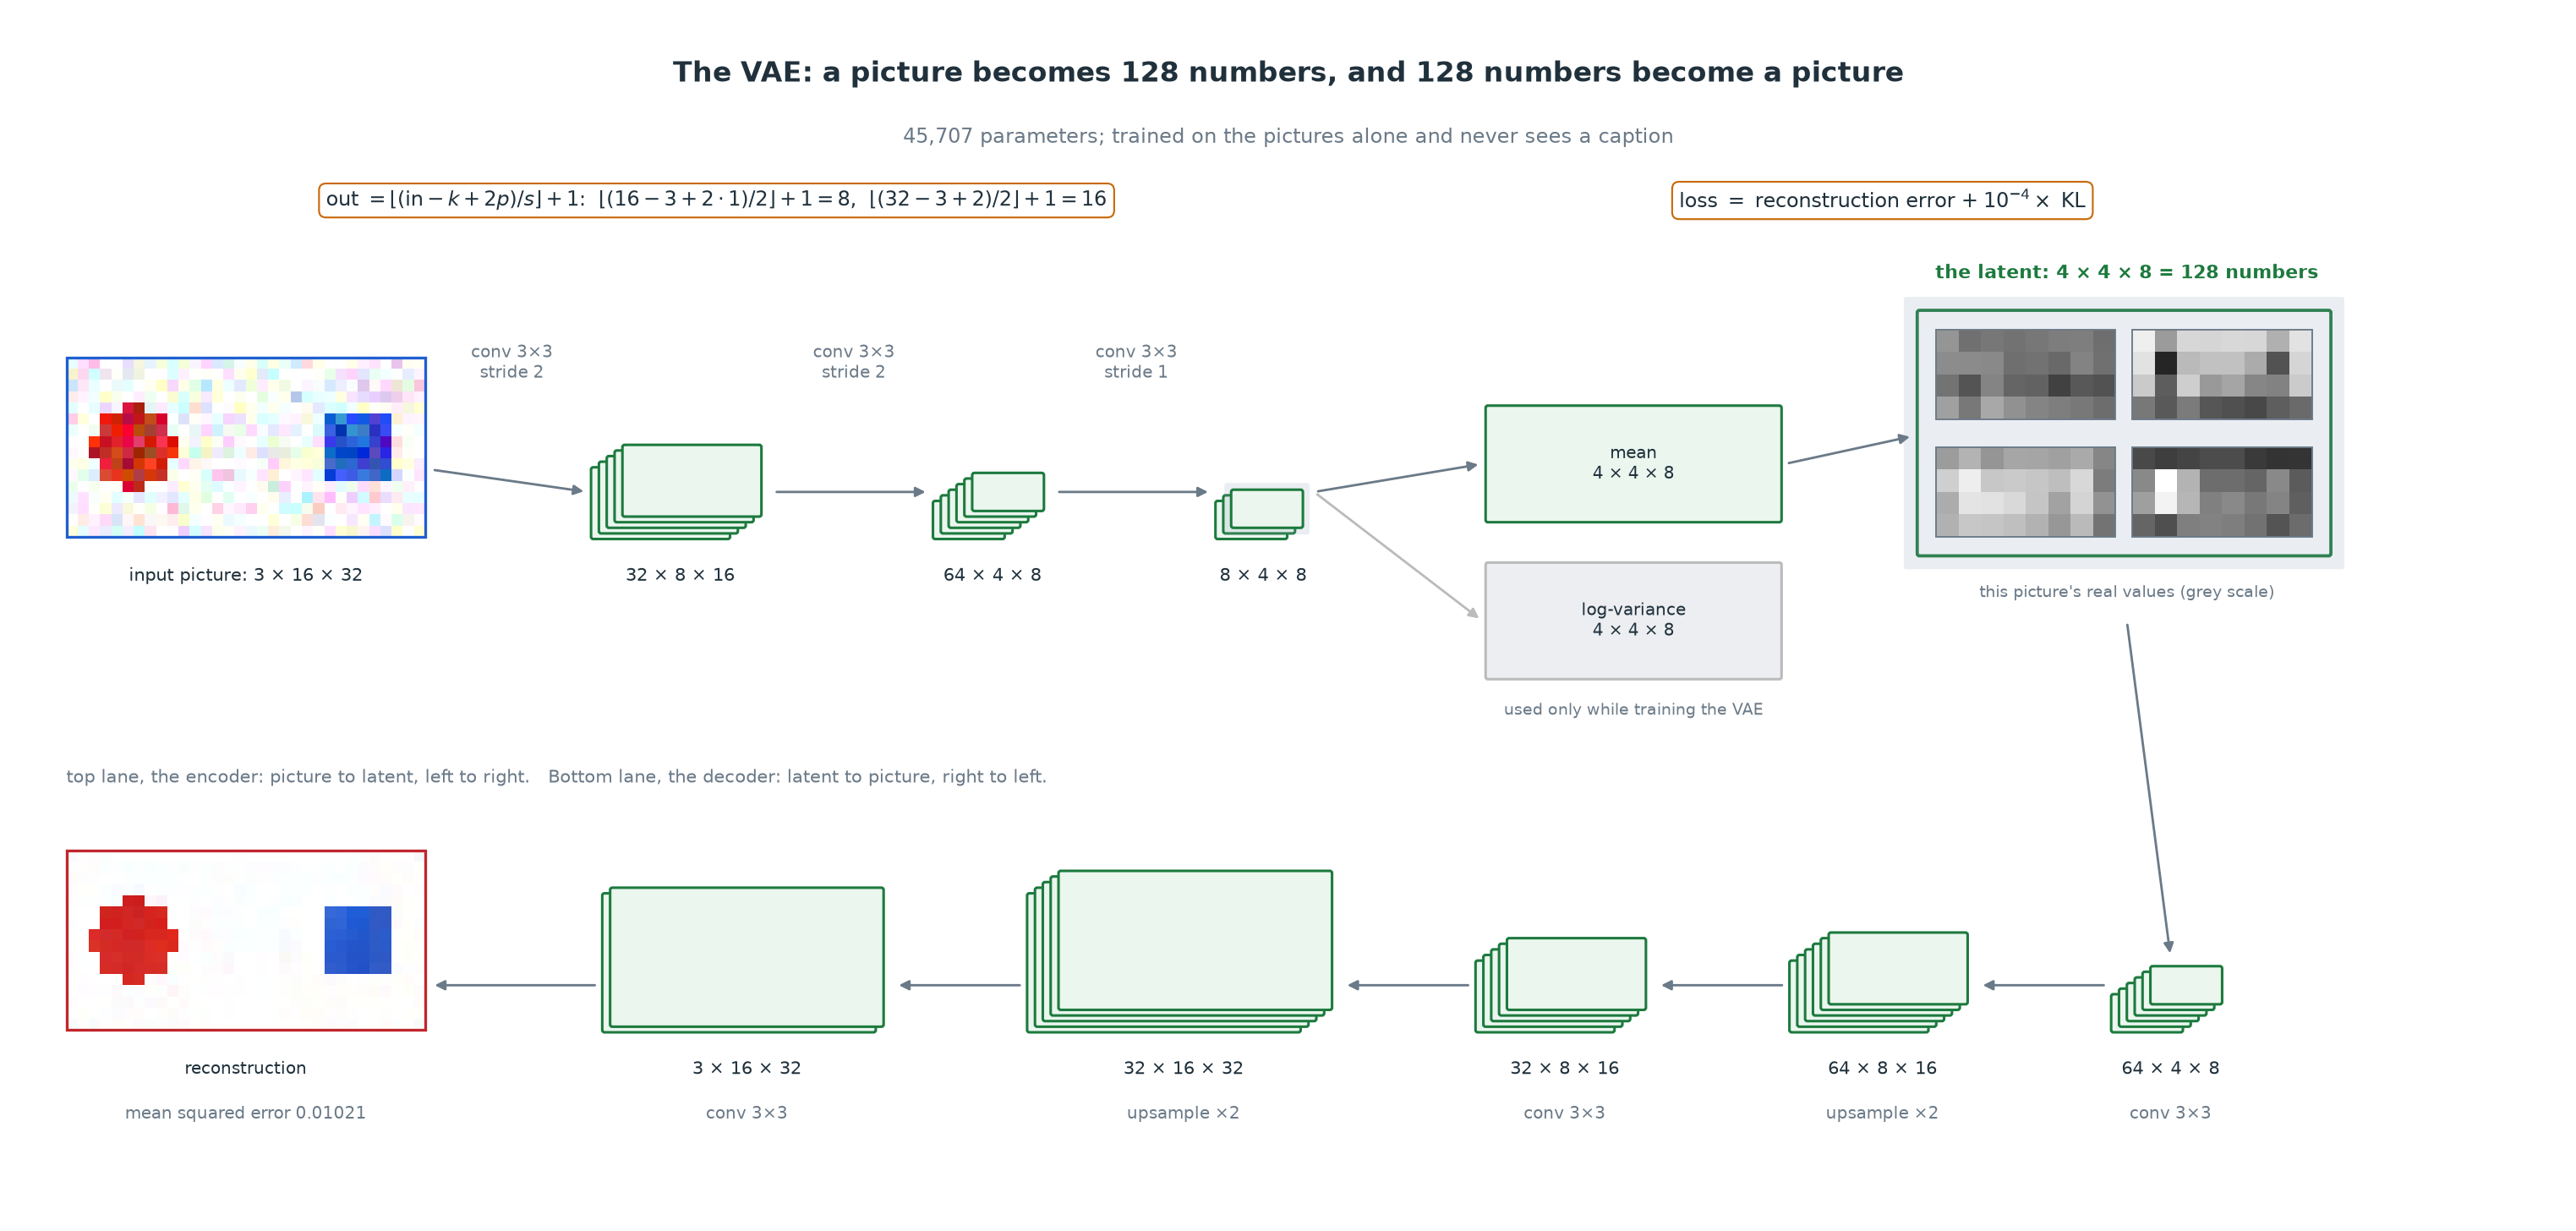 The VAE: a picture becomes 128 numbers, and 128 numbers become a picture
45,707 parameters; trained on the pictures alone and never sees a caption
out = ⌊(in − k + 2p)/s⌋ + 1:  ⌊(16 − 3 + 2 · 1)/2⌋ + 1 = 8,  ⌊(32 − 3 + 2)/2⌋ + 1 = 16
loss = reconstruction error + 10⁻⁴ × KL
the latent: 4 × 4 × 8 = 128 numbers
conv 3×3
stride 2
conv 3×3
stride 2
conv 3×3
stride 1
mean
4 × 4 × 8
input picture: 3 × 16 × 32
32 × 8 × 16
64 × 4 × 8
8 × 4 × 8
this picture's real values (grey scale)
log-variance
4 × 4 × 8
used only while training the VAE
top lane, the encoder: picture to latent, left to right.   Bottom lane, the decoder: latent to picture, right to left.
reconstruction
3 × 16 × 32
32 × 16 × 32
32 × 8 × 16
64 × 8 × 16
64 × 4 × 8
mean squared error 0.01021
conv 3×3
upsample ×2
conv 3×3
upsample ×2
conv 3×3